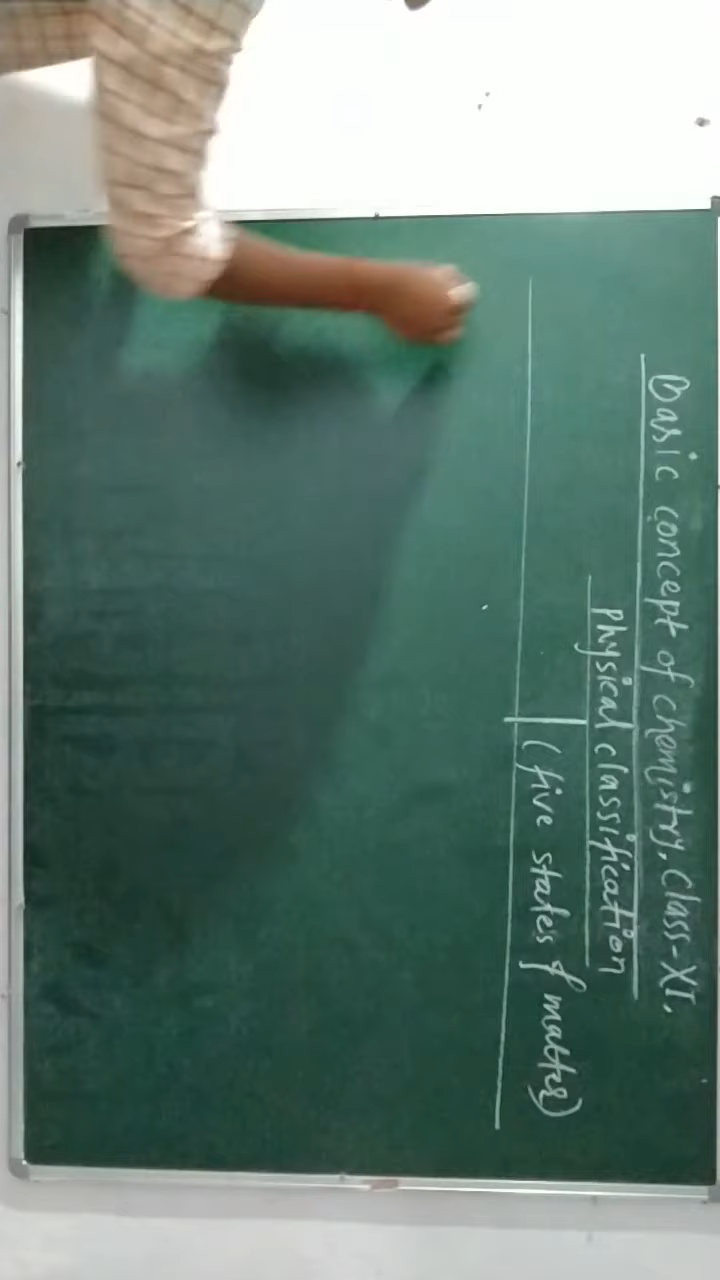 Basic concept of chemistry. Class-XI.
Physical classification
(five states of matter)